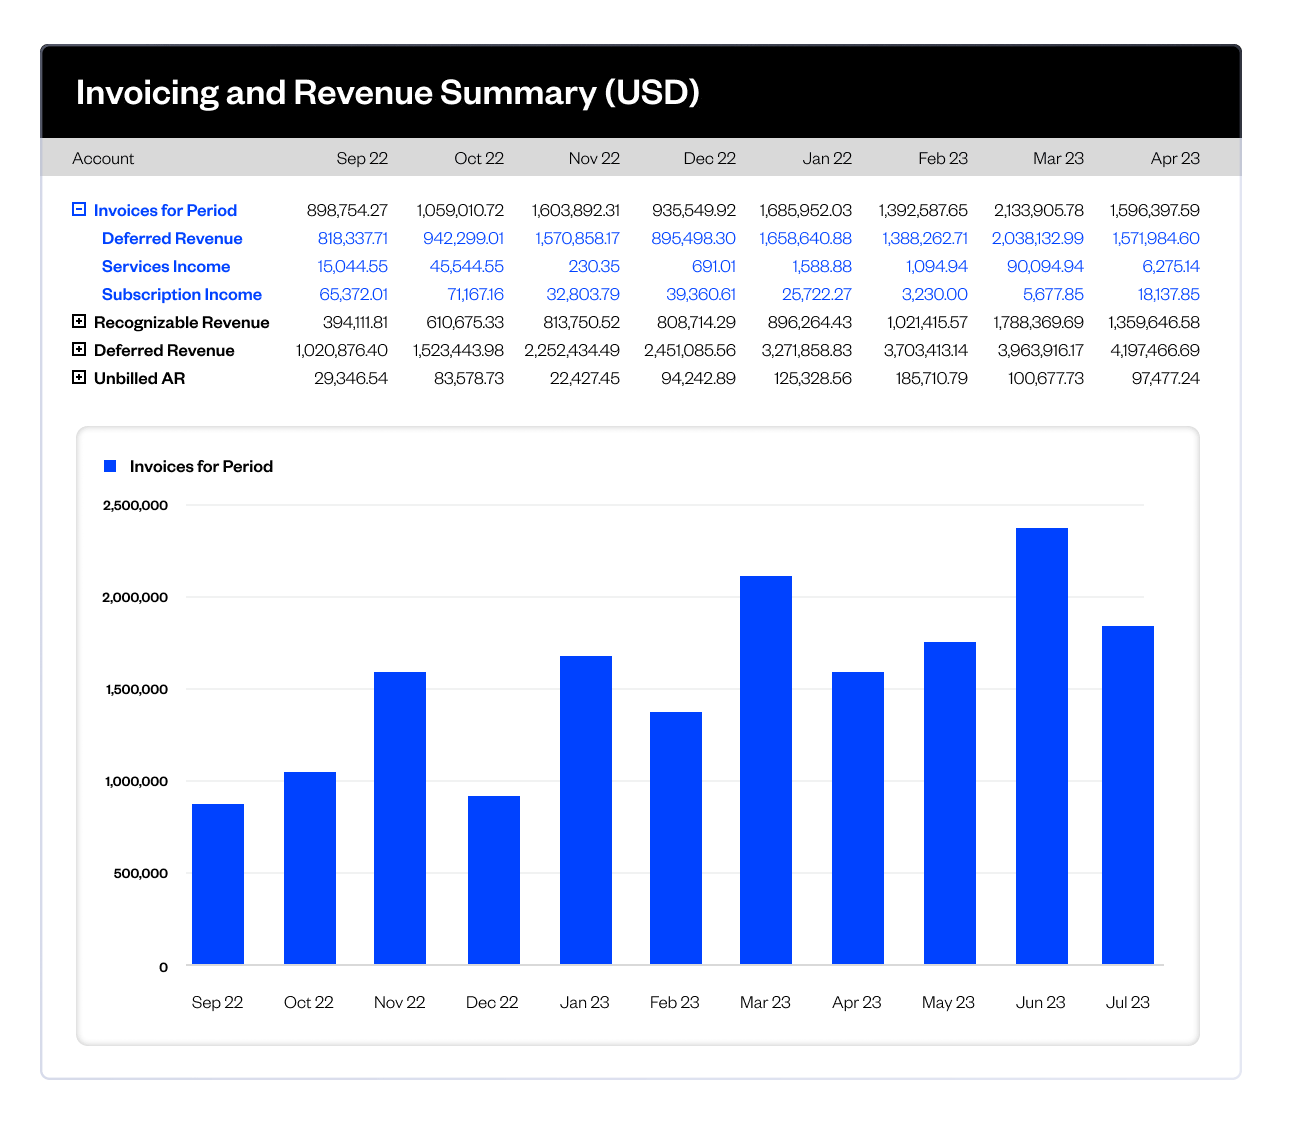 Invoicing and Revenue Summary (USD)
Account Sep 22 Oct 22 Nov 22 Dec 22 Jan 22 Feb 23 Mar 23 Apr 23
Invoices for Period 898,754.27 1,059,010.72 1,603,892.31 935,549.92 1,685,952.03 1,392,587.65 2,133,905.78 1,596,397.59
Deferred Revenue 818,337.71 942,299.01 1,570,858.17 895,498.30 1,658,640.88 1,388,262.71 2,038,132.99 1,571,984.60
Services Income 15,044.55 45,544.55 230.35 691.01 1,588.88 1,094.94 90,094.94 6,275.14
Subscription Income 65,372.01 71,167.16 32,803.79 39,360.61 25,722.27 3,230.00 5,677.85 18,137.85
Recognizable Revenue 394,111.81 610,675.33 813,750.52 808,714.29 896,264.43 1,021,415.57 1,788,369.69 1,359,646.58
Deferred Revenue 1,020,876.40 1,523,443.98 2,252,434.49 2,451,085.56 3,271,858.83 3,703,413.14 3,963,916.17 4,197,466.69
Unbilled AR 29,346.54 83,578.73 22,427.45 94,242.89 125,328.56 185,710.79 100,677.73 97,477.24
Invoices for Period
2,500,000
2,000,000
1,500,000
1,000,000
500,000
0
Sep 22 Oct 22 Nov 22 Dec 22 Jan 23 Feb 23 Mar 23 Apr 23 May 23 Jun 23 Jul 23